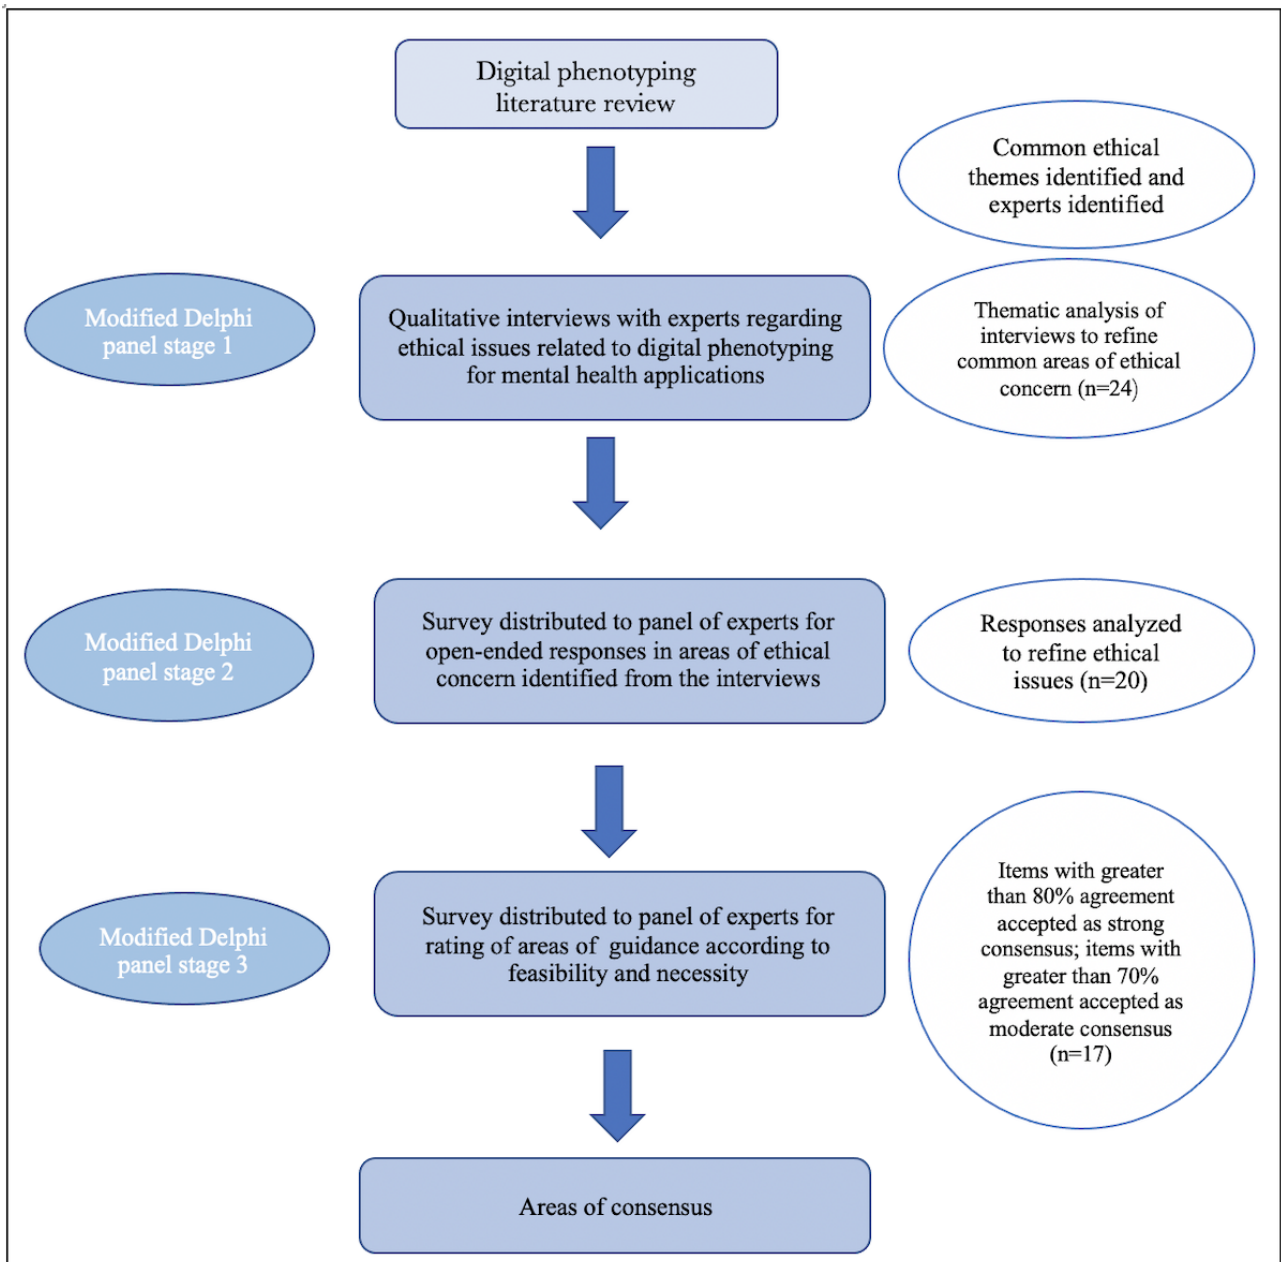 Digital phenotyping
literature review
Common ethical
themes identified and
experts identified
Modified Delphi
panel stage 1
Qualitative interviews with experts regarding
ethical issues related to digital phenotyping
for mental health applications
Thematic analysis of
interviews to refine
common areas of ethical
concern (n=24)
Modified Delphi
panel stage 2
Survey distributed to panel of experts for
open-ended responses in areas of ethical
concern identified from the interviews
Responses analyzed
to refine ethical
issues (n=20)
Modified Delphi
panel stage 3
Survey distributed to panel of experts for
rating of areas of guidance according to
feasibility and necessity
Items with greater
than 80% agreement
accepted as strong
consensus; items with
greater than 70%
agreement accepted as
moderate consensus
(n=17)
Areas of consensus